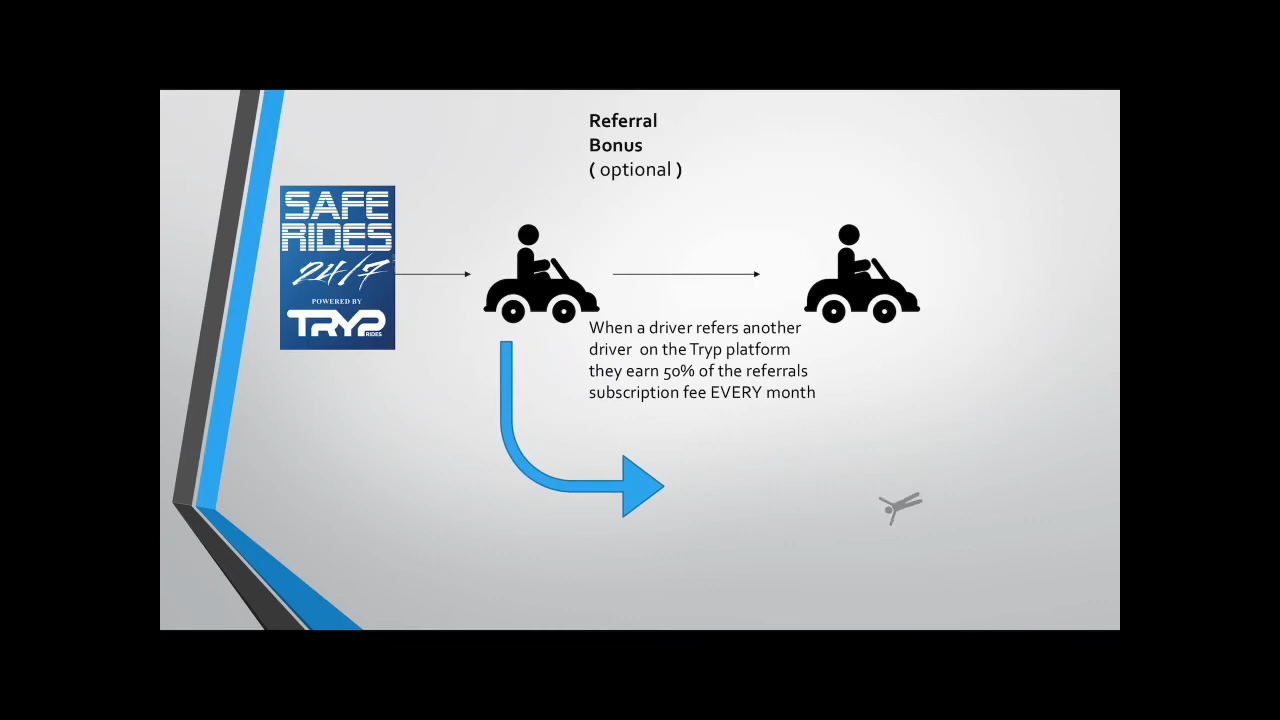 Referral
Bonus
( optional )
SAFE
RIDES
24/7
POWERED BY
TRYP
RIDES
When a driver refers another
driver on the Tryp platform
they earn 50% of the referrals
subscription fee EVERY month